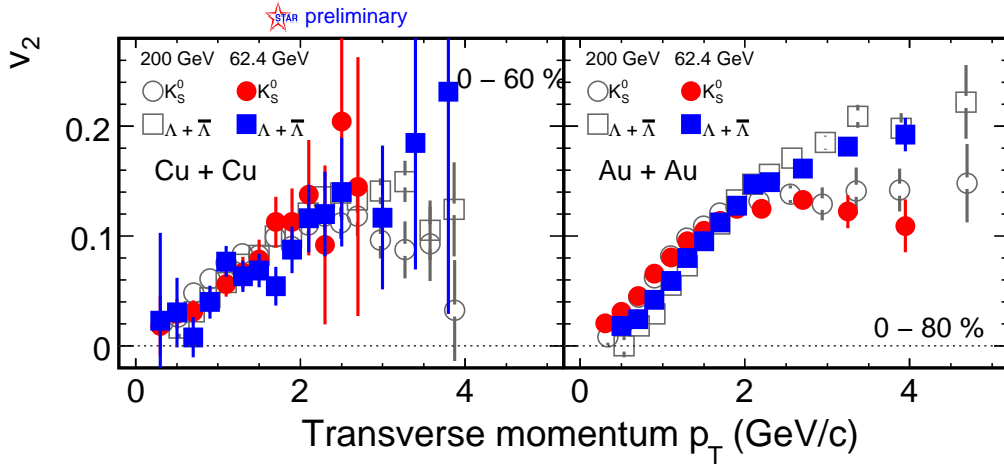 STAR preliminary
v2
200 GeV 62.4 GeV
K0S K0S
Λ + Λ̅ Λ + Λ̅
Cu + Cu
0 – 60 %
200 GeV 62.4 GeV
K0S K0S
Λ + Λ̅ Λ + Λ̅
Au + Au
0 – 80 %
0.2
0.1
0
0 2 4 0 2 4
Transverse momentum pT (GeV/c)